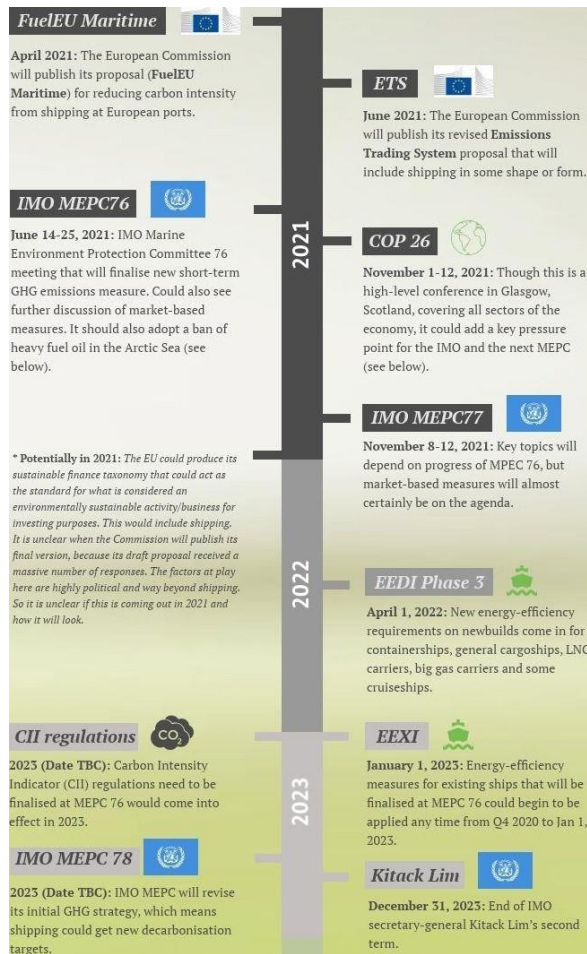 FuelEU Maritime
April 2021: The European Commission
will publish its proposal (FuelEU
Maritime) for reducing carbon intensity
from shipping at European ports.
ETS
June 2021: The European Commission
will publish its revised Emissions
Trading System proposal that will
include shipping in some shape or form.
IMO MEPC76
June 14-25, 2021: IMO Marine
Environment Protection Committee 76
meeting that will finalise new short-term
GHG emissions measure. Could also see
further discussion of market-based
measures. It should also adopt a ban of
heavy fuel oil in the Arctic Sea (see
below).
2021
COP 26
November 1-12, 2021: Though this is a
high-level conference in Glasgow,
Scotland, covering all sectors of the
economy, it could add a key pressure
point for the IMO and the next MEPC
(see below).
IMO MEPC77
November 8-12, 2021: Key topics will
depend on progress of MPEC 76, but
market-based measures will almost
certainly be on the agenda.
* Potentially in 2021: The EU could produce its
sustainable finance taxonomy that could act as
the standard for what is considered an
environmentally sustainable activity/business for
investing purposes. This would include shipping.
It is unclear when the Commission will publish its
final version, because its draft proposal received a
massive number of responses. The factors at play
here are highly political and way beyond shipping.
So it is unclear if this is coming out in 2021 and
how it will look.
2022
EEDI Phase 3
April 1, 2022: New energy-efficiency
requirements on newbuilds come in for
containerships, general cargoships, LNG
carriers, big gas carriers and some
cruiseships.
CII regulations
CO2
2023 (Date TBC): Carbon Intensity
Indicator (CII) regulations need to be
finalised at MEPC 76 would come into
effect in 2023.
2023
EEXI
January 1, 2023: Energy-efficiency
measures for existing ships that will be
finalised at MEPC 76 could begin to be
applied any time from Q4 2020 to Jan 1,
2023.
IMO MEPC 78
2023 (Date TBC): IMO MEPC will revise
its initial GHG strategy, which means
shipping could get new decarbonisation
targets.
Kitack Lim
December 31, 2023: End of IMO
secretary-general Kitack Lim's second
term.